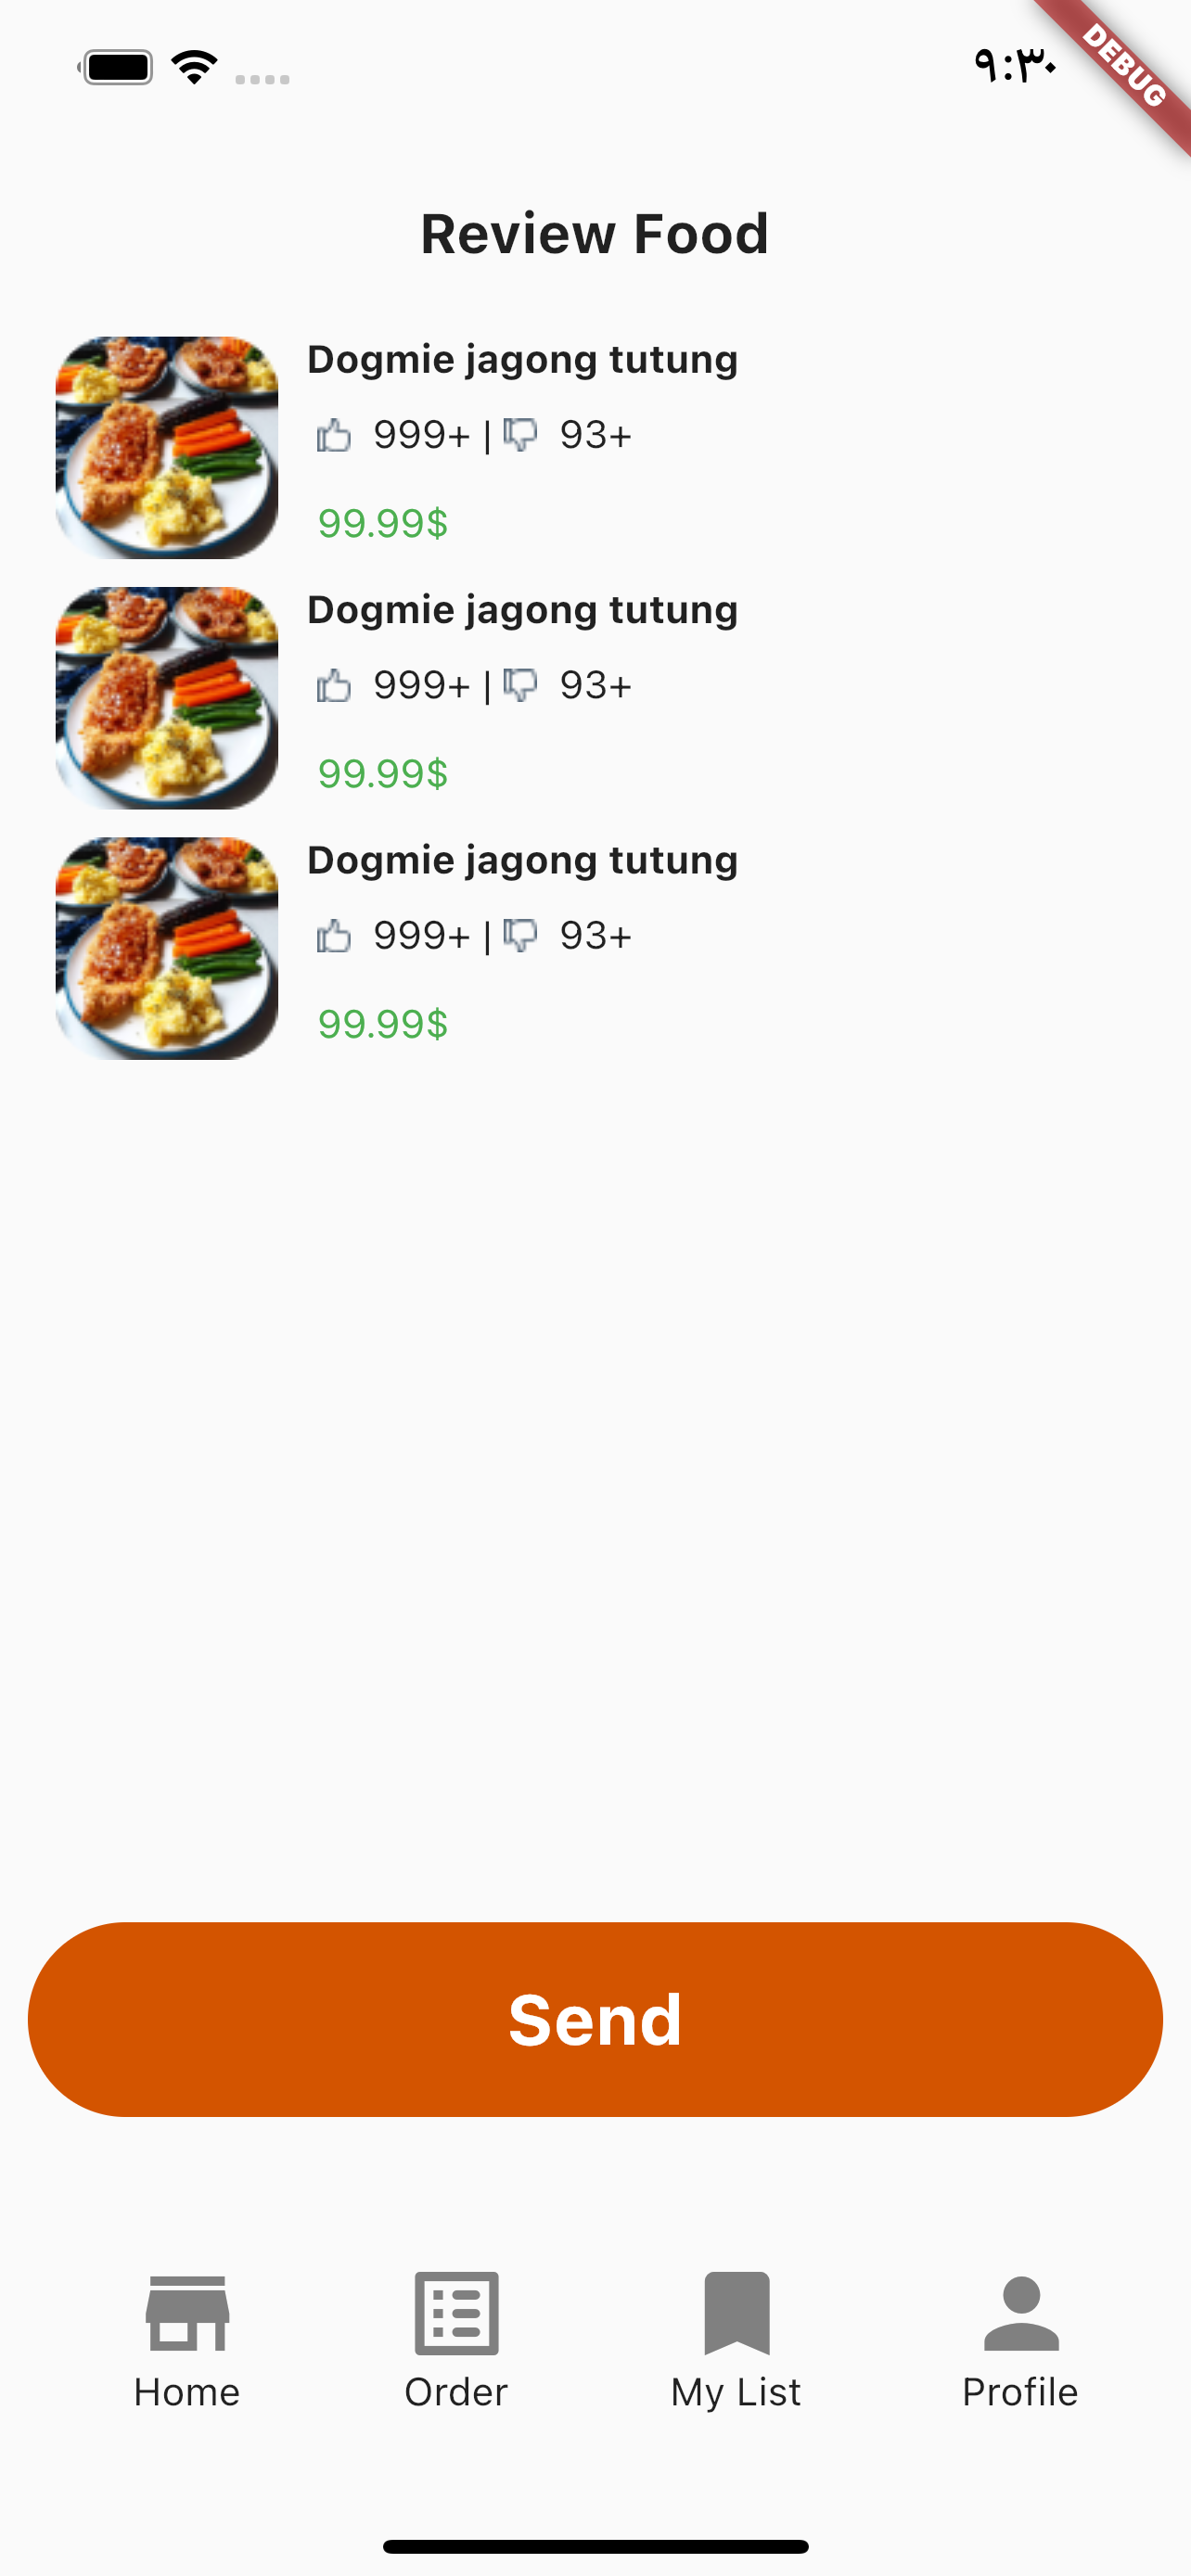 ٩:٣٠
DEBUG
Review Food
Dogmie jagong tutung
999+ | 93+
99.99$
Dogmie jagong tutung
999+ | 93+
99.99$
Dogmie jagong tutung
999+ | 93+
99.99$
Send
Home Order My List Profile